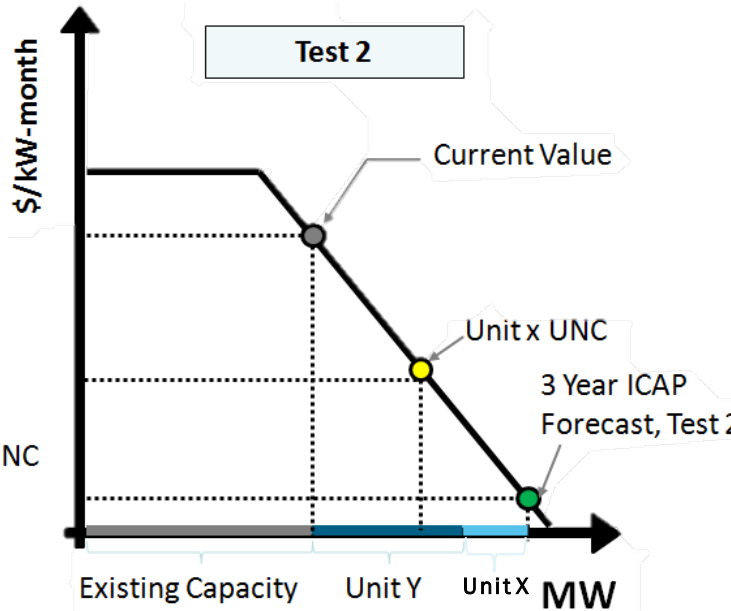 Test 2
$/kW-month
Current Value
Unit x UNC
3 Year ICAP
Forecast, Test 2
NC
Existing Capacity
Unit Y
Unit X
MW